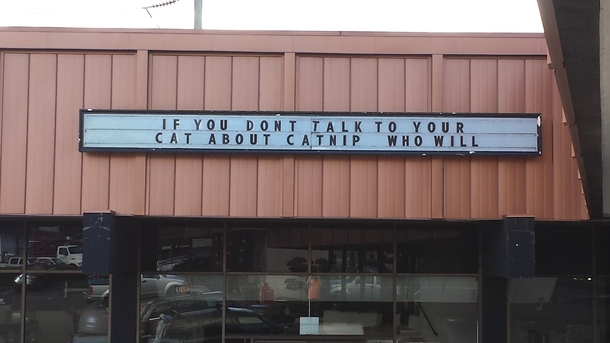 IF YOU DONT TALK TO YOUR
CAT ABOUT CATNIP WHO WILL